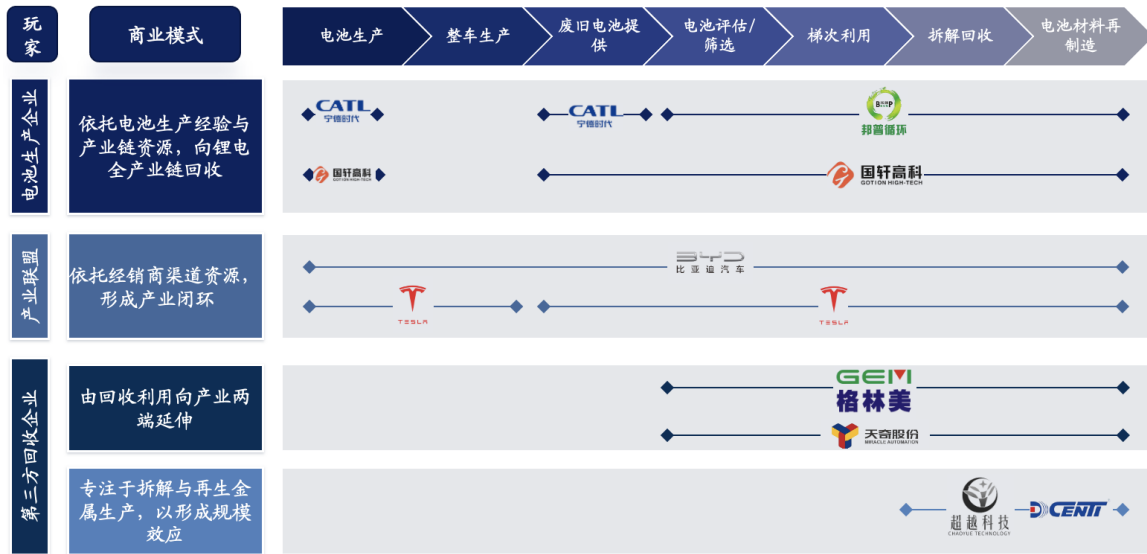 玩
家
商业模式
电池生产
整车生产
废旧电池提
供
电池评估/
筛选
梯次利用
拆解回收
电池材料再
制造
电池生产企业
依托电池生产经验与
产业链资源，向锂电
全产业链回收
CATL
宁德时代
CATL
宁德时代
BRUNP
邦普循环
国轩高科
GOTION HIGH-TECH
国轩高科
GOTION HIGH-TECH
产业联盟
依托经销商渠道资源，
形成产业闭环
BYD
比亚迪汽车
TESLA
TESLA
第三方回收企业
由回收利用向产业两
端延伸
GEM
格林美
天奇股份
MIRACLE AUTOMATION
专注于拆解与再生金
属生产，以形成规模
效应
超越科技
CHAOYUE TECHNOLOGY
DCENTI